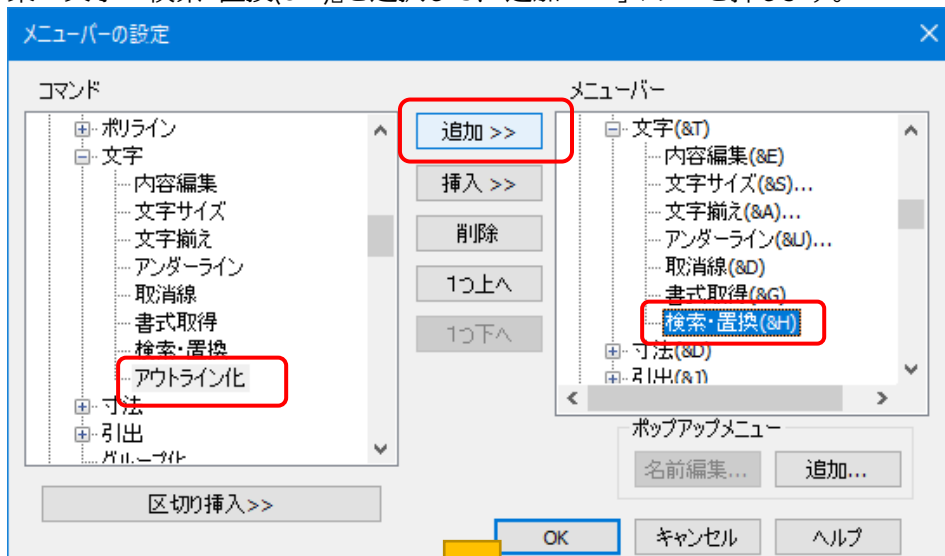 メニューバーの設定
コマンド
ポリライン
文字
内容編集
文字サイズ
文字揃え
アンダーライン
取消線
書式取得
検索・置換
アウトライン化
寸法
引出
グループ化
区切り挿入>>
追加 >>
挿入 >>
削除
1つ上へ
1つ下へ
メニューバー
文字(&T)
内容編集(&E)
文字サイズ(&S)...
文字揃え(&A)...
アンダーライン(&U)...
取消線(&D)
書式取得(&G)
検索・置換(&H)
寸法(&D)
引出(&J)
ポップアップメニュー
名前編集...
追加...
OK
キャンセル
ヘルプ